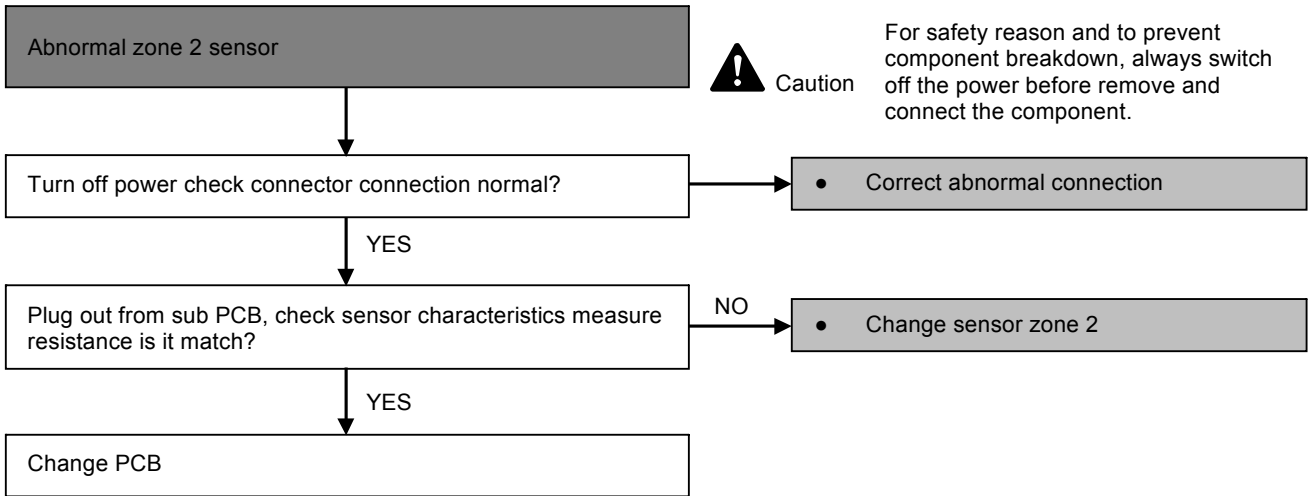 Abnormal zone 2 sensor
Caution
For safety reason and to prevent
component breakdown, always switch
off the power before remove and
connect the component.
Turn off power check connector connection normal?
● Correct abnormal connection
YES
Plug out from sub PCB, check sensor characteristics measure
resistance is it match?
NO
● Change sensor zone 2
YES
Change PCB